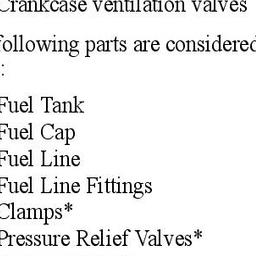 Crankcase ventilation valves
following parts are considered
:
Fuel Tank
Fuel Cap
Fuel Line
Fuel Line Fittings
Clamps*
Pressure Relief Valves*